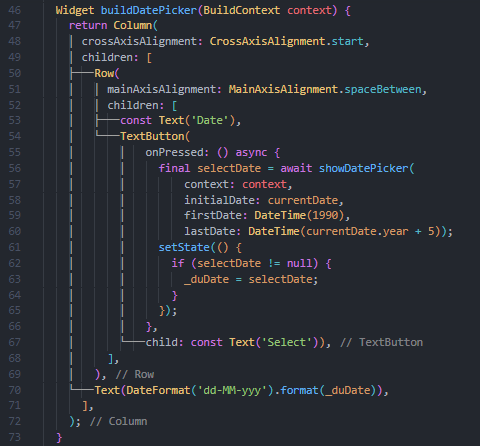 46 Widget buildDatePicker(BuildContext context) {
47 return Column(
48 crossAxisAlignment: CrossAxisAlignment.start,
49 children: [
50 Row(
51 mainAxisAlignment: MainAxisAlignment.spaceBetween,
52 children: [
53 const Text('Date'),
54 TextButton(
55 onPressed: () async {
56 final selectDate = await showDatePicker(
57 context: context,
58 initialDate: currentDate,
59 firstDate: DateTime(1990),
60 lastDate: DateTime(currentDate.year + 5));
61 setState(() {
62 if (selectDate != null) {
63 _duDate = selectDate;
64 }
65 });
66 },
67 child: const Text('Select')), // TextButton
68 ],
69 ), // Row
70 Text(DateFormat('dd-MM-yy').format(_duDate)),
71 ],
72 ); // Column
73 }